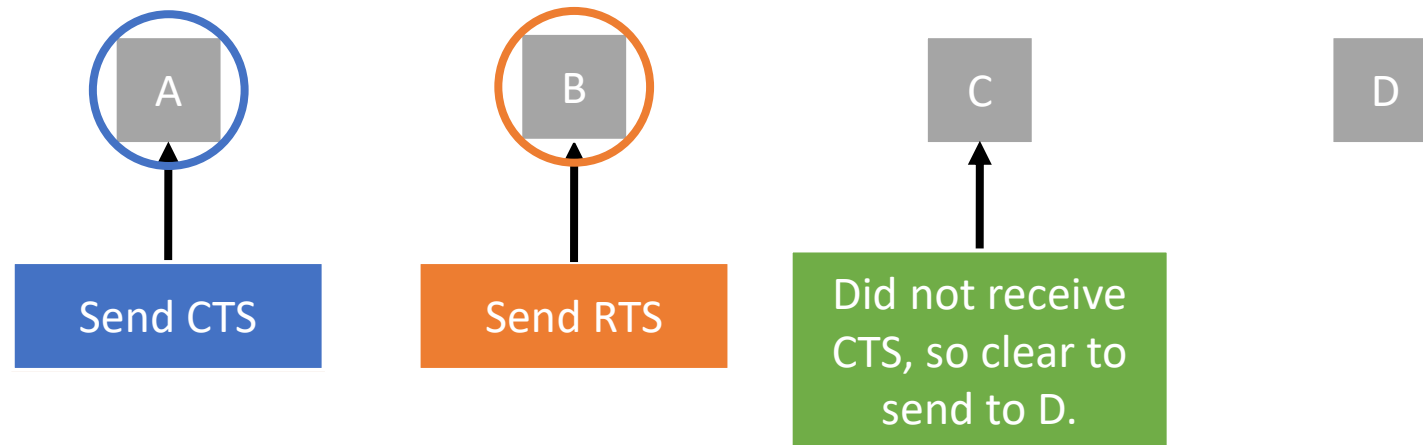 A
B
C
D
Send CTS
Send RTS
Did not receive
CTS, so clear to
send to D.